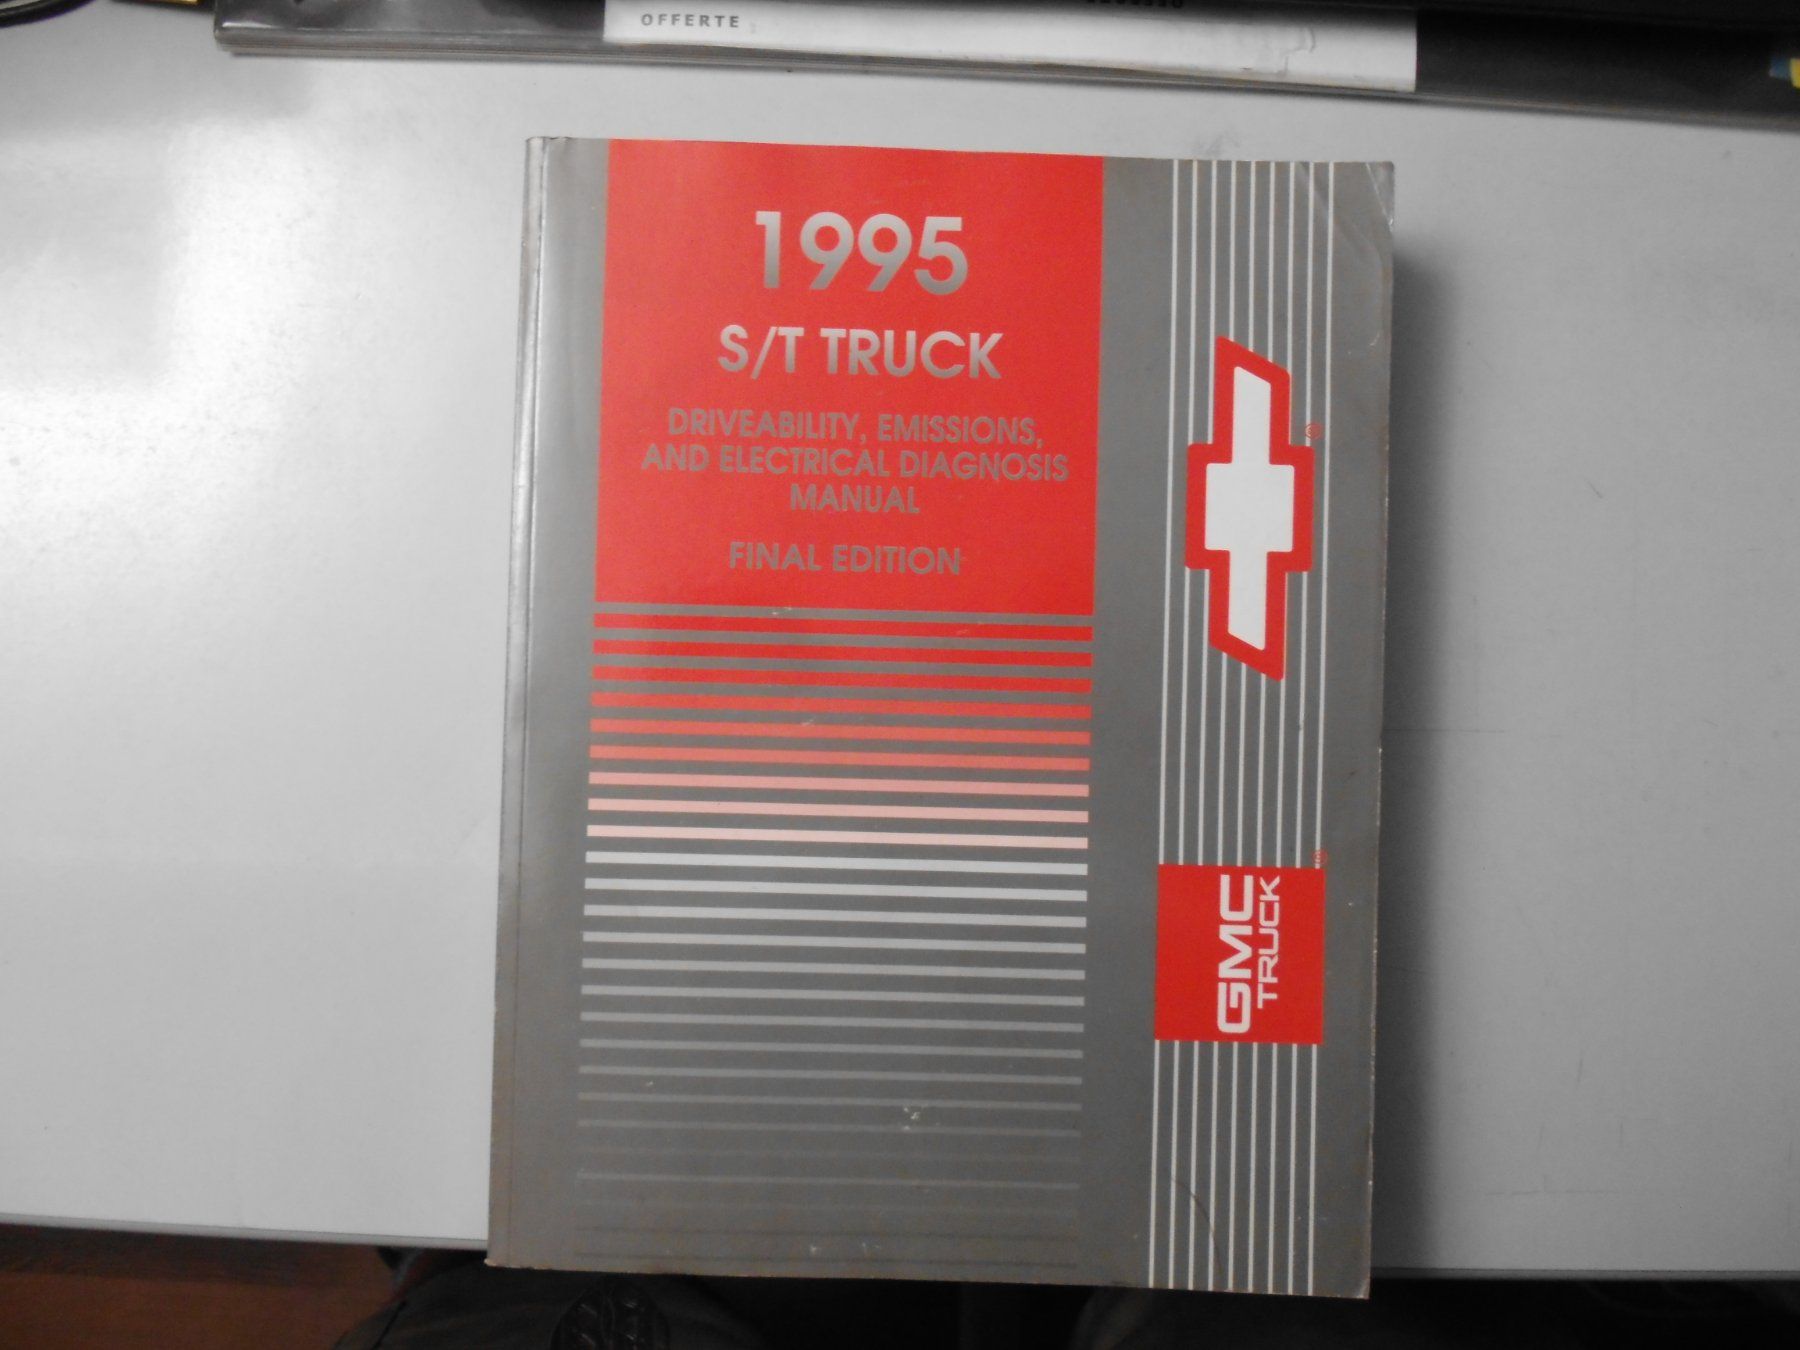 OFFERTE
1995
S/T TRUCK
DRIVEABILITY, EMISSIONS,
AND ELECTRICAL DIAGNOSIS
MANUAL
FINAL EDITION
®
®
GMC
TRUCK